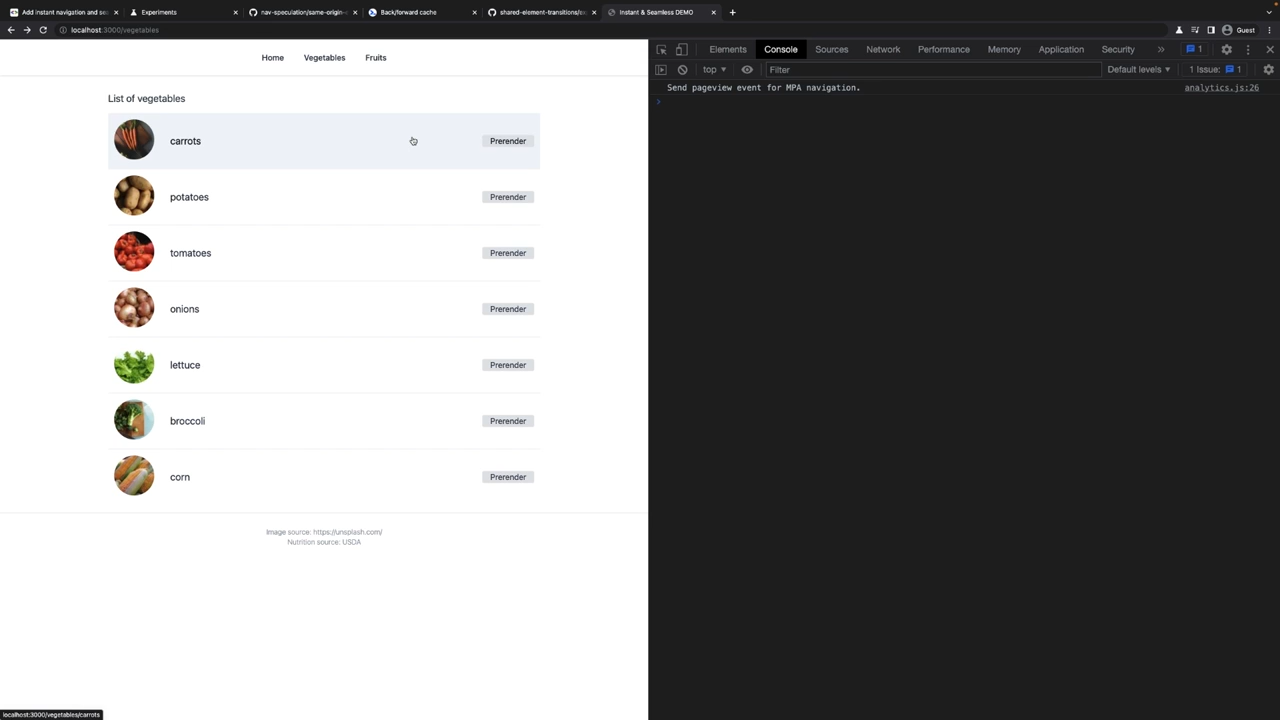 Add instant navigation and sea
Experiments
nav-speculation/same-origin-
Back/forward cache
shared-element-transitions/ex
Instant & Seamless DEMO
localhost:3000/vegetables
Guest
Home Vegetables Fruits
List of vegetables
carrots Prerender
potatoes Prerender
tomatoes Prerender
onions Prerender
lettuce Prerender
broccoli Prerender
corn Prerender
Image source: https://unsplash.com/
Nutrition source: USDA
localhost:3000/vegetables/carrots
Elements Console Sources Network Performance Memory Application Security » 1
top Filter Default levels 1 Issue: 1
Send pageview event for MPA navigation. analytics.js:26